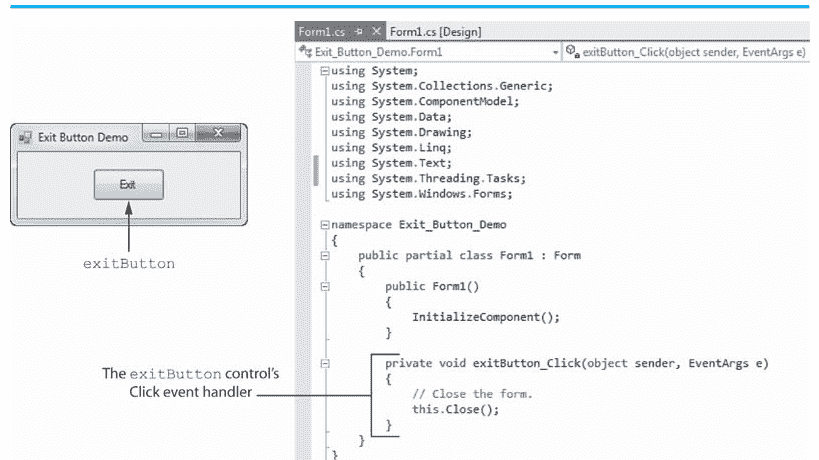 Exit Button Demo
Exit
exitButton
The exitButton control's
Click event handler
Form1.cs
Form1.cs [Design]
Exit_Button_Demo.Form1
exitButton_Click(object sender, EventArgs e)
using System;
using System.Collections.Generic;
using System.ComponentModel;
using System.Data;
using System.Drawing;
using System.Linq;
using System.Text;
using System.Threading.Tasks;
using System.Windows.Forms;
namespace Exit_Button_Demo
{
public partial class Form1 : Form
{
public Form1()
{
InitializeComponent();
}
private void exitButton_Click(object sender, EventArgs e)
{
// Close the form.
this.Close();
}
}
}